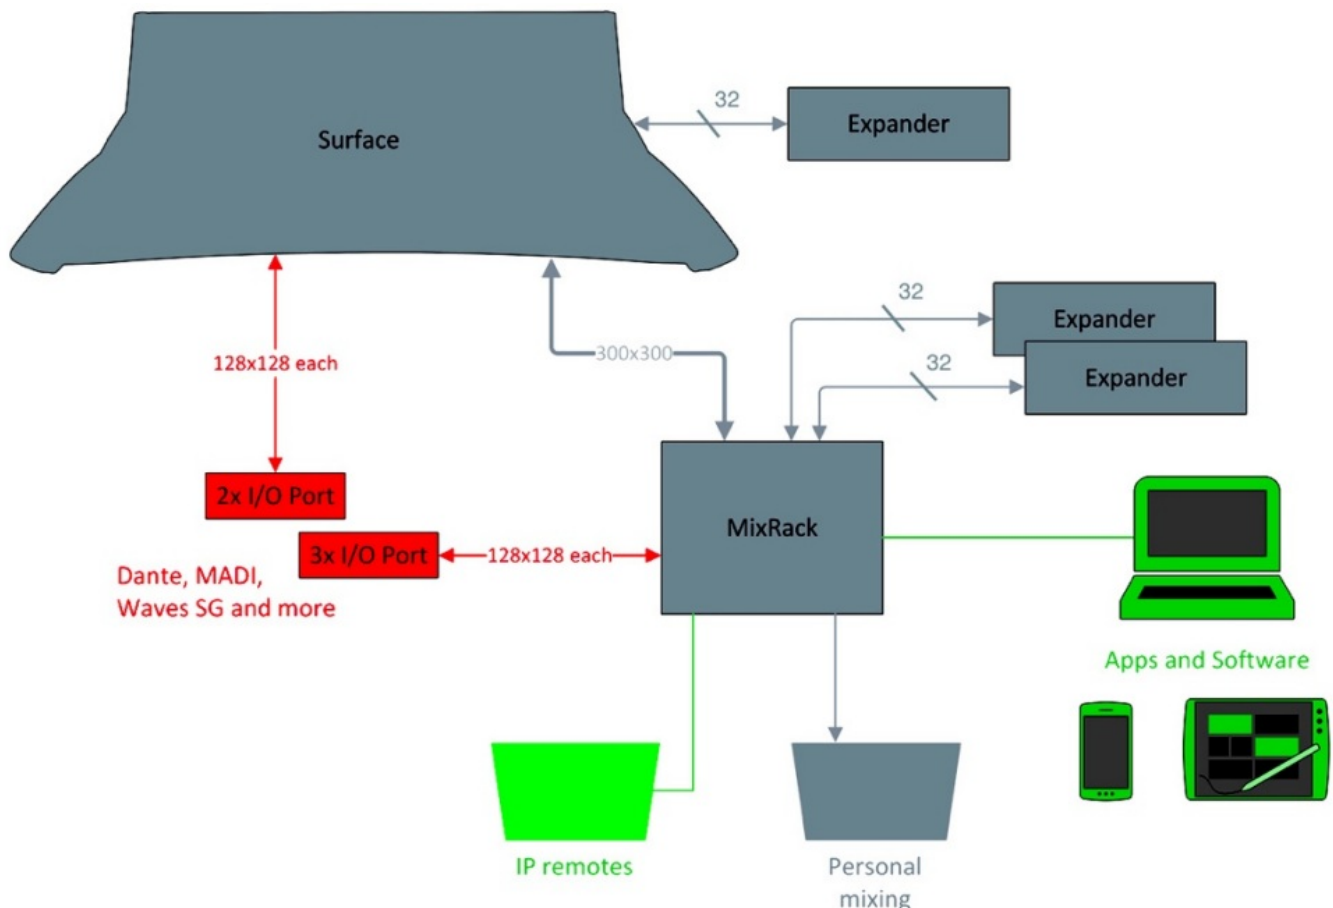 Surface
32
Expander
32
Expander
300x300
128x128 each
32
Expander
2x I/O Port
MixRack
3x I/O Port
128x128 each
Dante, MADI,
Waves SG and more
Apps and Software
IP remotes
Personal
mixing